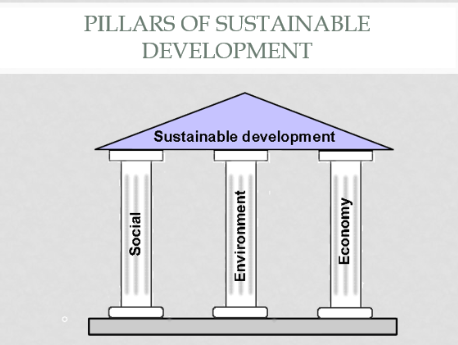 PILLARS OF SUSTAINABLE
DEVELOPMENT
Sustainable development
Social
Environment
Economy